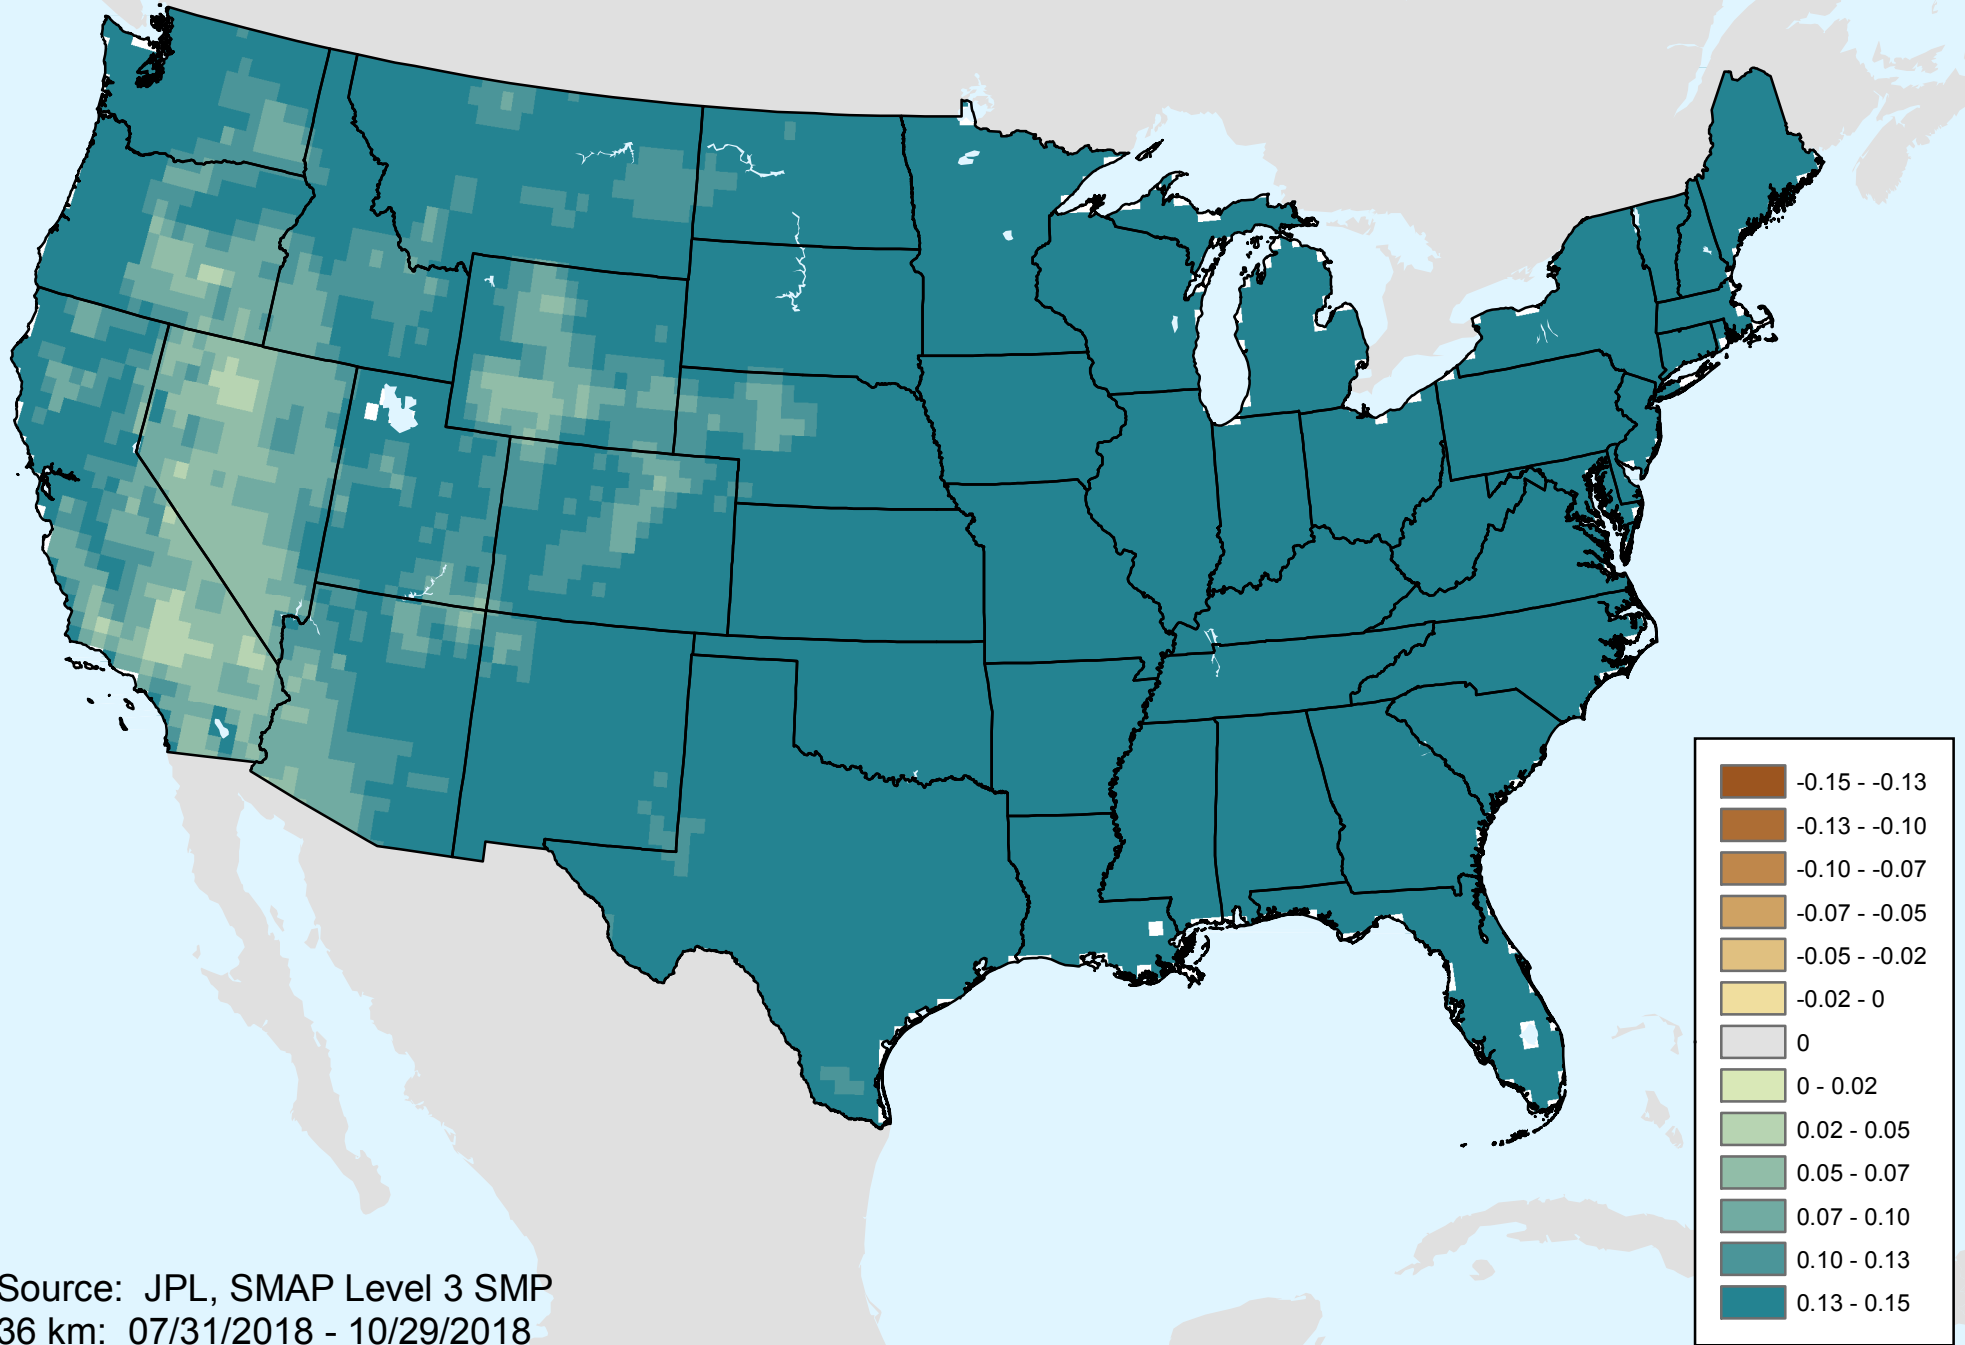 -0.15 - -0.13
-0.13 - -0.10
-0.10 - -0.07
-0.07 - -0.05
-0.05 - -0.02
-0.02 - 0
0
0 - 0.02
0.02 - 0.05
0.05 - 0.07
0.07 - 0.10
0.10 - 0.13
0.13 - 0.15
Source: JPL, SMAP Level 3 SMP
36 km: 07/31/2018 - 10/29/2018